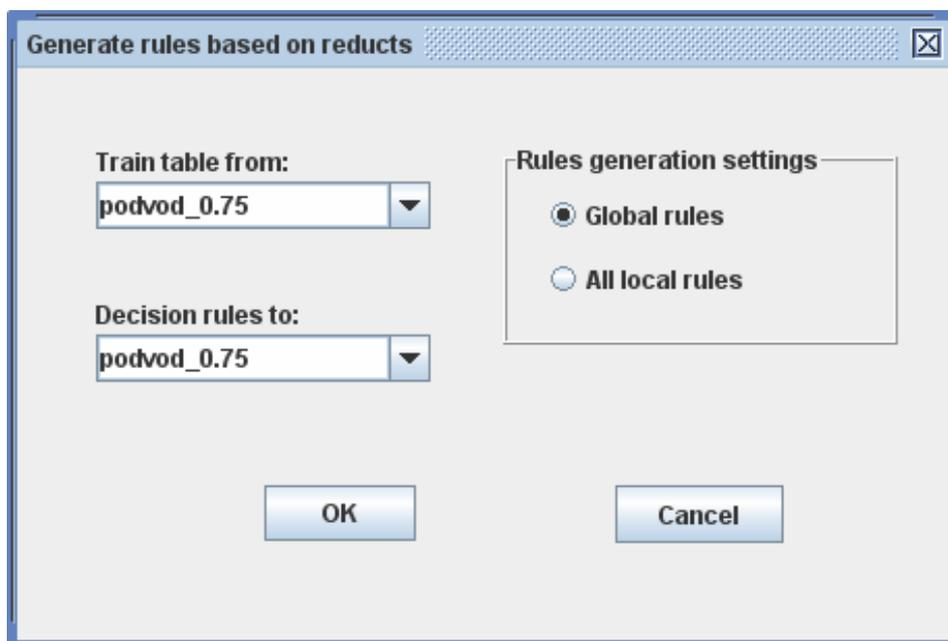 Generate rules based on reducts
Train table from:
podvod_0.75
Decision rules to:
podvod_0.75
Rules generation settings
Global rules
All local rules
OK
Cancel